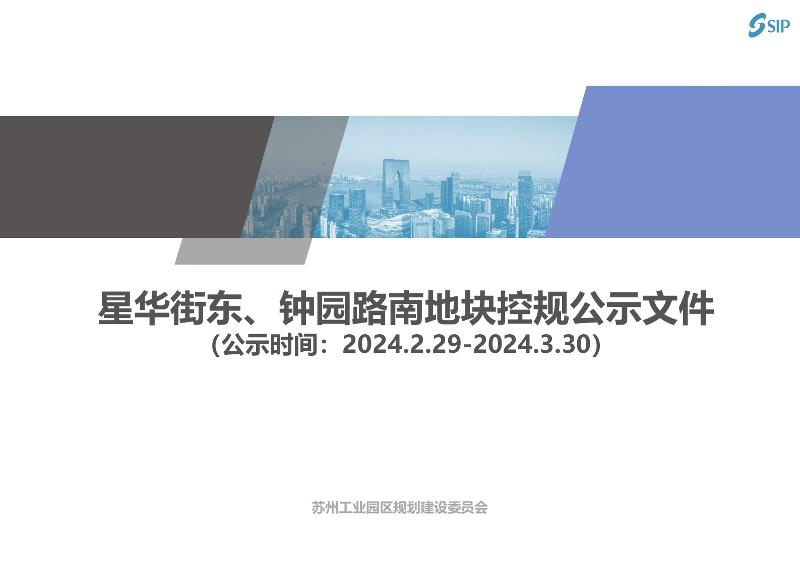 SIP
星华街东、钟园路南地块控规公示文件
（公示时间：2024.2.29-2024.3.30）
苏州工业园区规划建设委员会